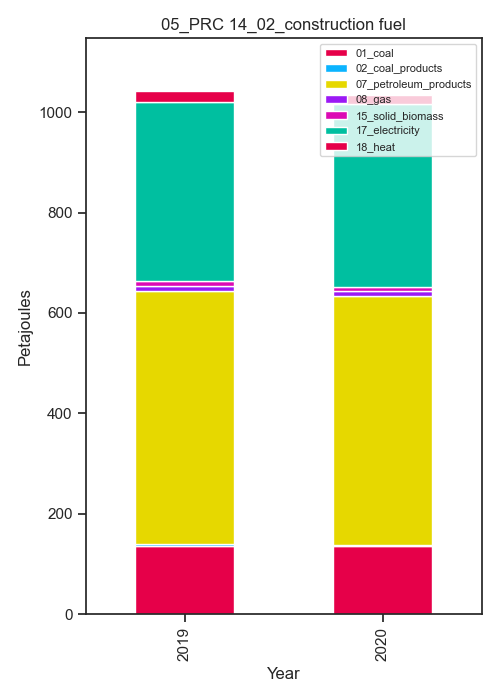 05_PRC 14_02_construction fuel
01_coal
02_coal_products
07_petroleum_products
08_gas
15_solid_biomass
17_electricity
18_heat
1000
800
600
400
200
0
Petajoules
2019
2020
Year